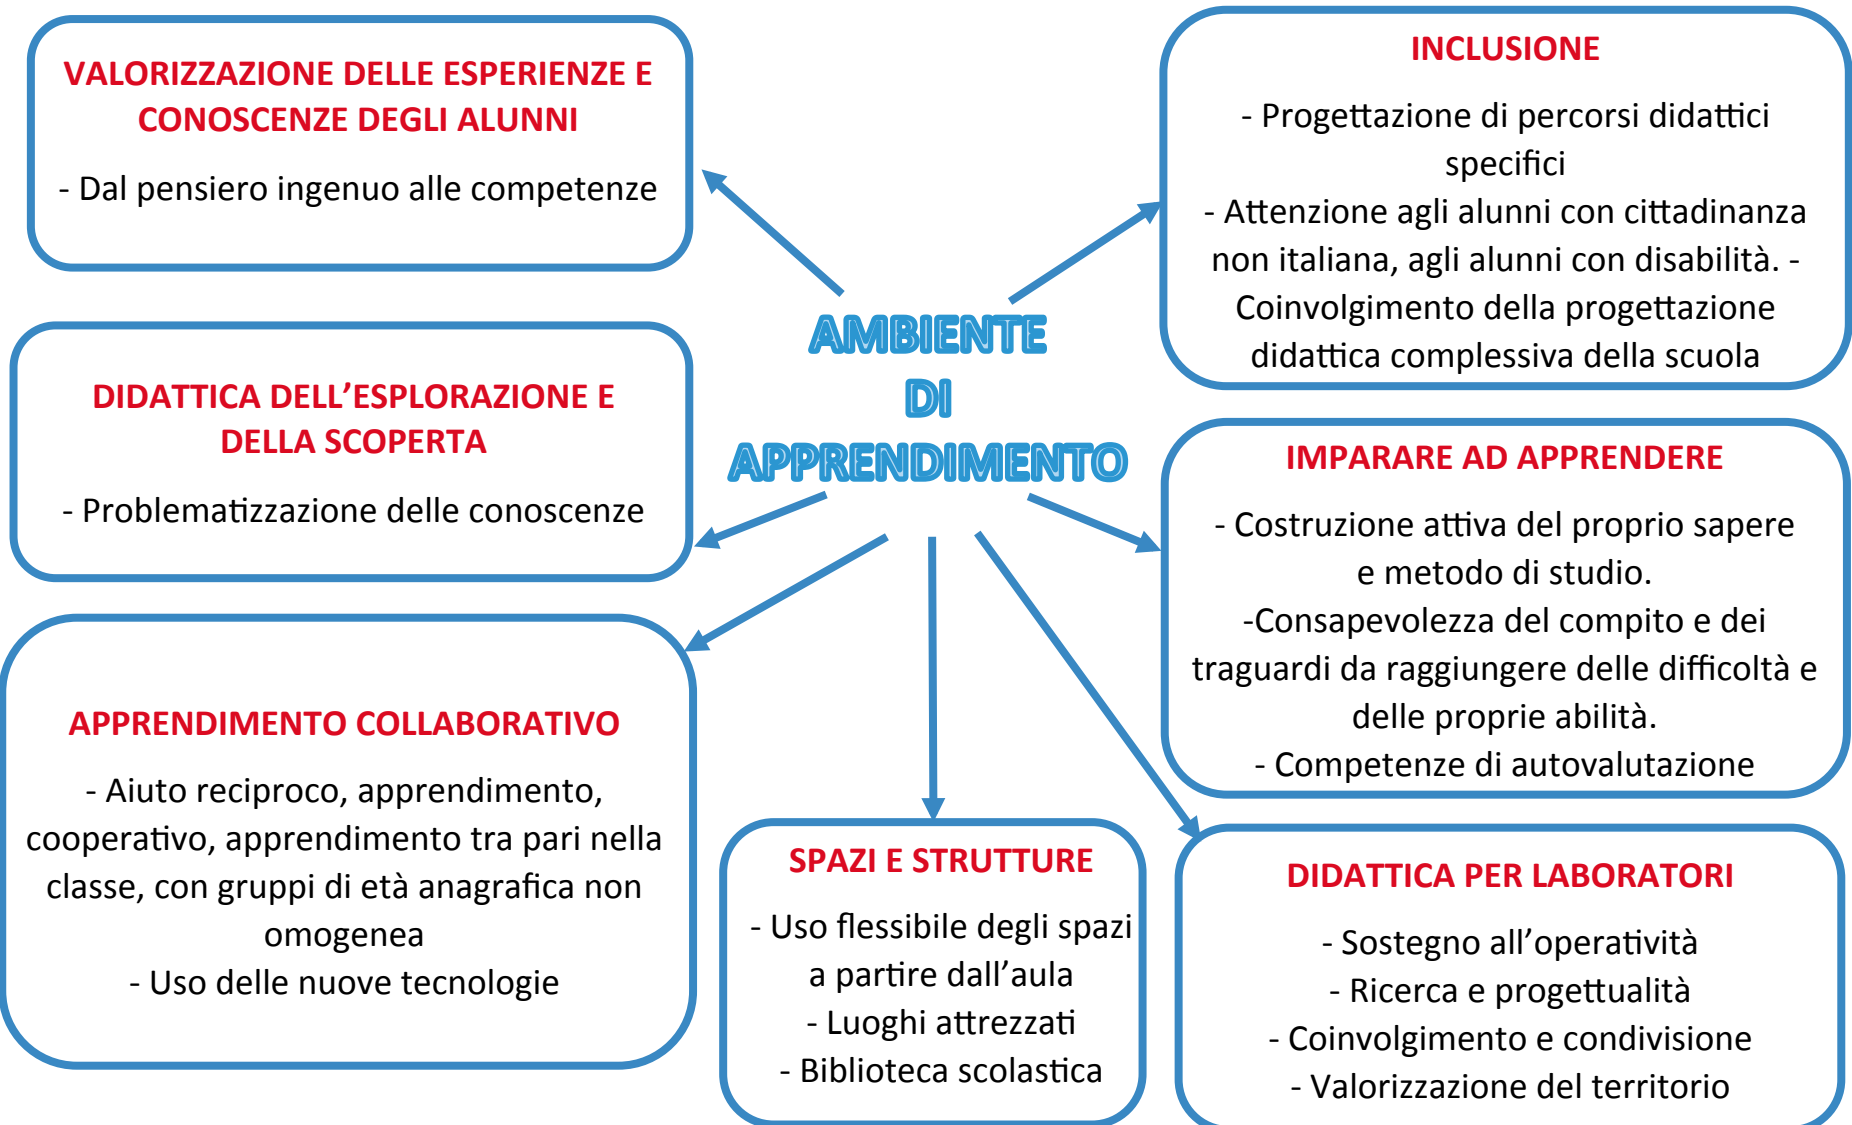 VALORIZZAZIONE DELLE ESPERIENZE E
CONOSCENZE DEGLI ALUNNI
- Dal pensiero ingenuo alle competenze
INCLUSIONE
- Progettazione di percorsi didattici
specifici
- Attenzione agli alunni con cittadinanza
non italiana, agli alunni con disabilità. -
Coinvolgimento della progettazione
didattica complessiva della scuola
AMBIENTE
DI
APPRENDIMENTO
DIDATTICA DELL’ESPLORAZIONE E
DELLA SCOPERTA
- Problematizzazione delle conoscenze
IMPARARE AD APPRENDERE
- Costruzione attiva del proprio sapere
e metodo di studio.
-Consapevolezza del compito e dei
traguardi da raggiungere delle difficoltà e
delle proprie abilità.
- Competenze di autovalutazione
APPRENDIMENTO COLLABORATIVO
- Aiuto reciproco, apprendimento,
cooperativo, apprendimento tra pari nella
classe, con gruppi di età anagrafica non
omogenea
- Uso delle nuove tecnologie
SPAZI E STRUTTURE
- Uso flessibile degli spazi
a partire dall’aula
- Luoghi attrezzati
- Biblioteca scolastica
DIDATTICA PER LABORATORI
- Sostegno all’operatività
- Ricerca e progettualità
- Coinvolgimento e condivisione
- Valorizzazione del territorio